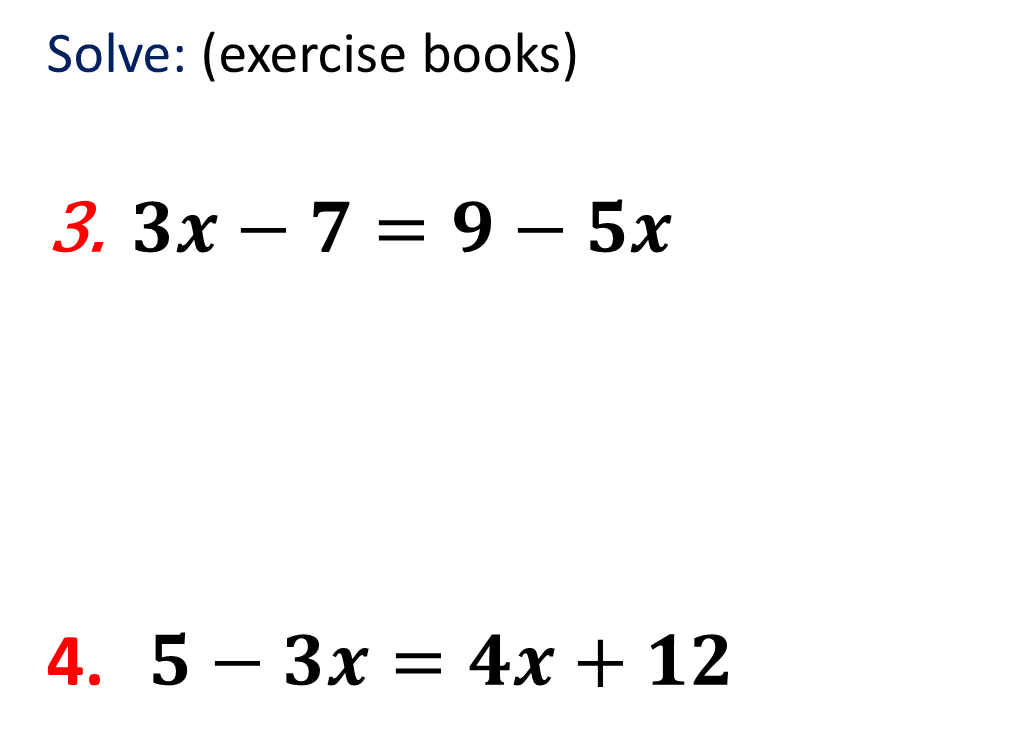 Solve: (exercise books)
3. 3x − 7 = 9 − 5x
4. 5 − 3x = 4x + 12